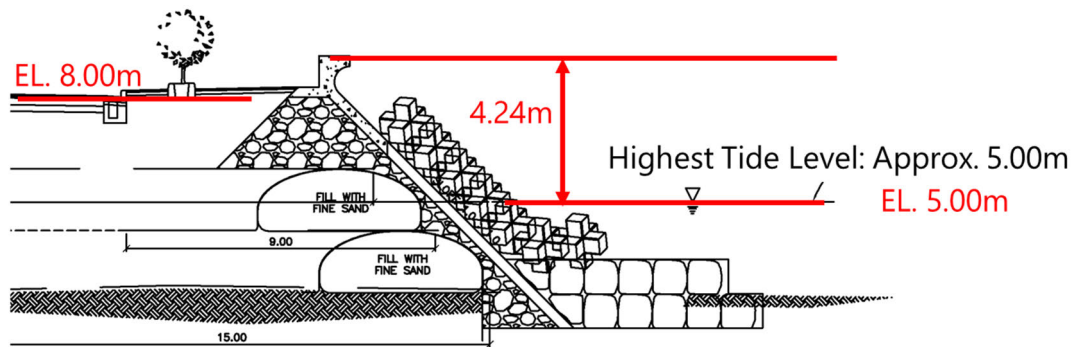 EL. 8.00m
4.24m
Highest Tide Level: Approx. 5.00m
EL. 5.00m
FILL WITH
FINE SAND
9.00
FILL WITH
FINE SAND
15.00